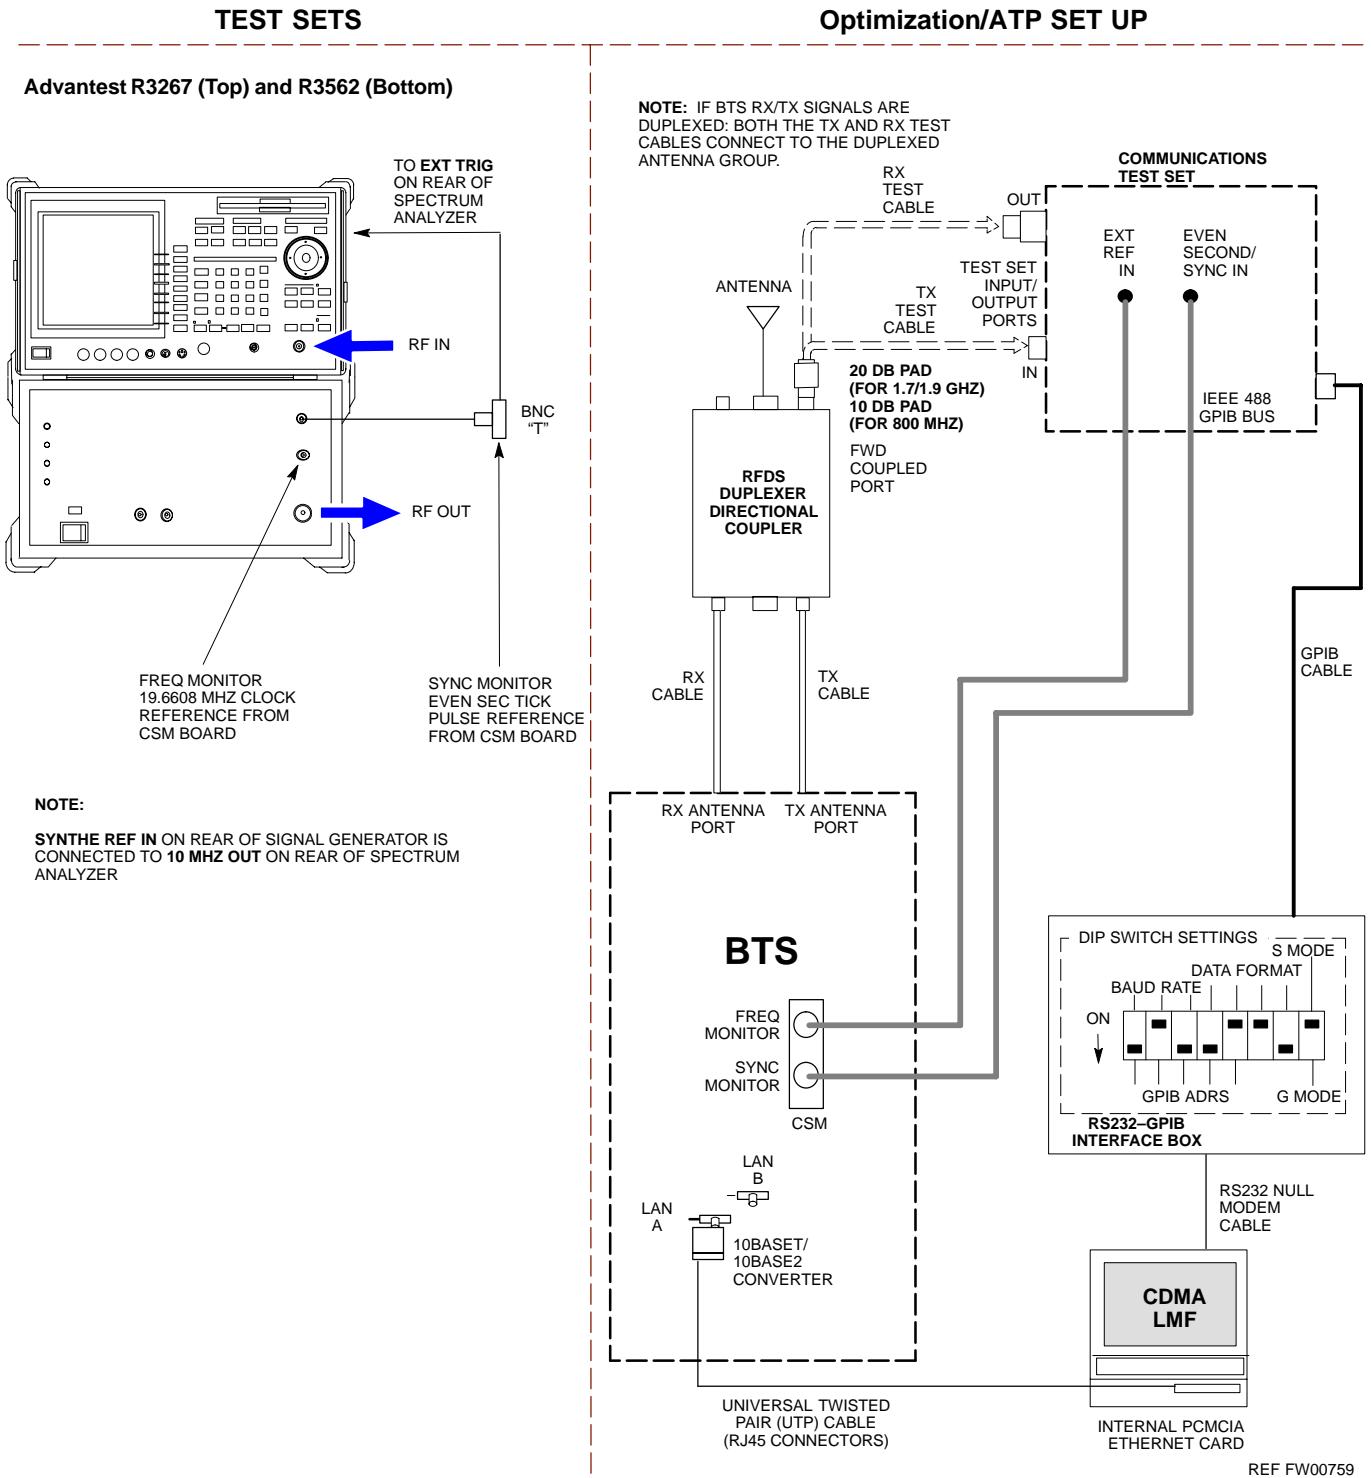 TEST SETS
Optimization/ATP SET UP
Advantest R3267 (Top) and R3562 (Bottom)
TO EXT TRIG
ON REAR OF
SPECTRUM
ANALYZER
RF IN
BNC
“T”
RF OUT
FREQ MONITOR
19.6608 MHZ CLOCK
REFERENCE FROM
CSM BOARD
SYNC MONITOR
EVEN SEC TICK
PULSE REFERENCE
FROM CSM BOARD
NOTE:
SYNTHE REF IN ON REAR OF SIGNAL GENERATOR IS
CONNECTED TO 10 MHZ OUT ON REAR OF SPECTRUM
ANALYZER
NOTE: IF BTS RX/TX SIGNALS ARE
DUPLEXED: BOTH THE TX AND RX TEST
CABLES CONNECT TO THE DUPLEXED
ANTENNA GROUP.
COMMUNICATIONS
TEST SET
RX
TEST
CABLE
OUT
EXT
REF
IN
EVEN
SECOND/
SYNC IN
TEST SET
INPUT/
OUTPUT
PORTS
ANTENNA
TX
TEST
CABLE
IN
20 DB PAD
(FOR 1.7/1.9 GHZ)
10 DB PAD
(FOR 800 MHZ)
IEEE 488
GPIB BUS
FWD
COUPLED
PORT
RFDS
DUPLEXER
DIRECTIONAL
COUPLER
RX
CABLE
TX
CABLE
GPIB
CABLE
RX ANTENNA
PORT
TX ANTENNA
PORT
BTS
FREQ
MONITOR
SYNC
MONITOR
CSM
DIP SWITCH SETTINGS
S MODE
DATA FORMAT
BAUD RATE
ON
GPIB ADRS
G MODE
RS232–GPIB
INTERFACE BOX
LAN
B
LAN
A
10BASET/
10BASE2
CONVERTER
RS232 NULL
MODEM
CABLE
CDMA
LMF
UNIVERSAL TWISTED
PAIR (UTP) CABLE
(RJ45 CONNECTORS)
INTERNAL PCMCIA
ETHERNET CARD
REF FW00759